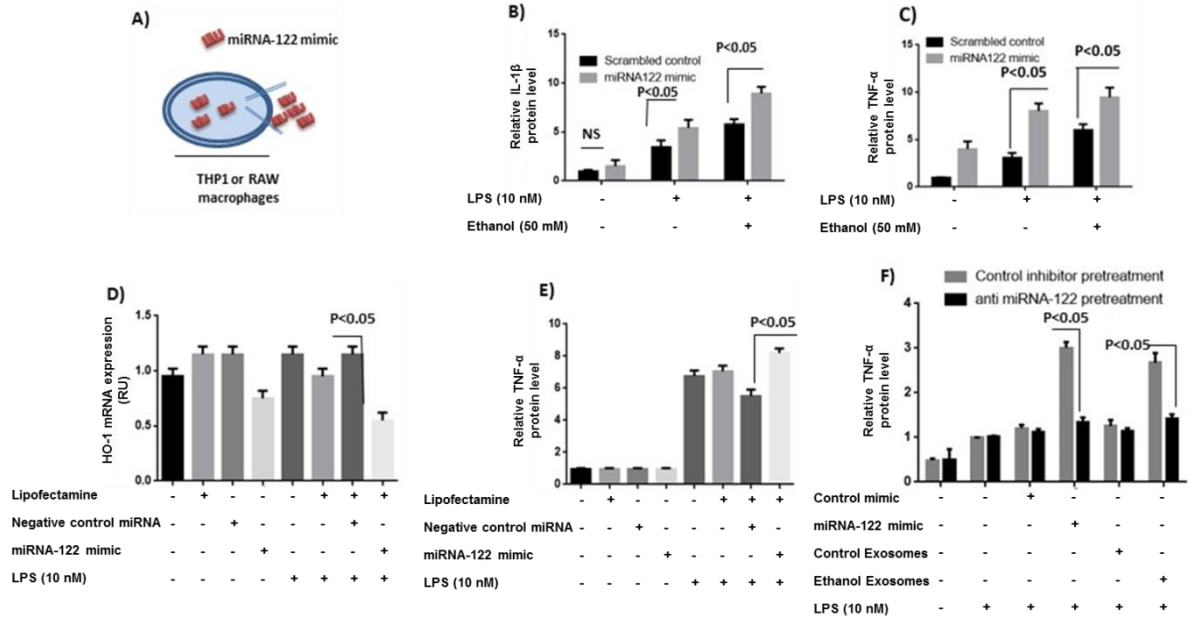 A)
miRNA-122 mimic
THP1 or RAW
macrophages
B)
Relative IL-1β
protein level
15
10
5
0
Scrambled control
miRNA122 mimic
NS
P<0.05
P<0.05
LPS (10 nM) - + +
Ethanol (50 mM) - - +
C)
Relative TNF-α
protein level
15
10
5
0
Scrambled control
miRNA122 mimic
P<0.05
P<0.05
LPS (10 nM) - + +
Ethanol (50 mM) - - +
D)
HO-1 mRNA expression
(RU)
1.5
1.0
0.5
0.0
P<0.05
Lipofectamine - + - - - + + +
Negative control miRNA - - + - - - + -
miRNA-122 mimic - - - + - - - +
LPS (10 nM) - - - - + + + +
E)
Relative TNF-α
protein level
10
8
6
4
2
0
P<0.05
Lipofectamine - + - - - + + +
Negative control miRNA - - + - - - + -
miRNA-122 mimic - - - + - - - +
LPS (10 nM) - - - - + + + +
F)
Control inhibitor pretreatment
anti miRNA-122 pretreatment
Relative TNF-α
protein level
4
3
2
1
0
P<0.05
P<0.05
Control mimic - - + - - -
miRNA-122 mimic - - - + - -
Control Exosomes - - - - + -
Ethanol Exosomes - - - - - +
LPS (10 nM) - + + + + +